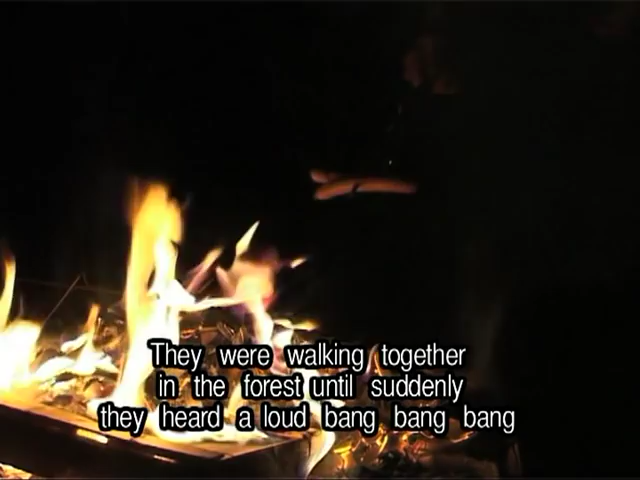 They were walking together
in the forest until suddenly
they heard a loud bang bang bang